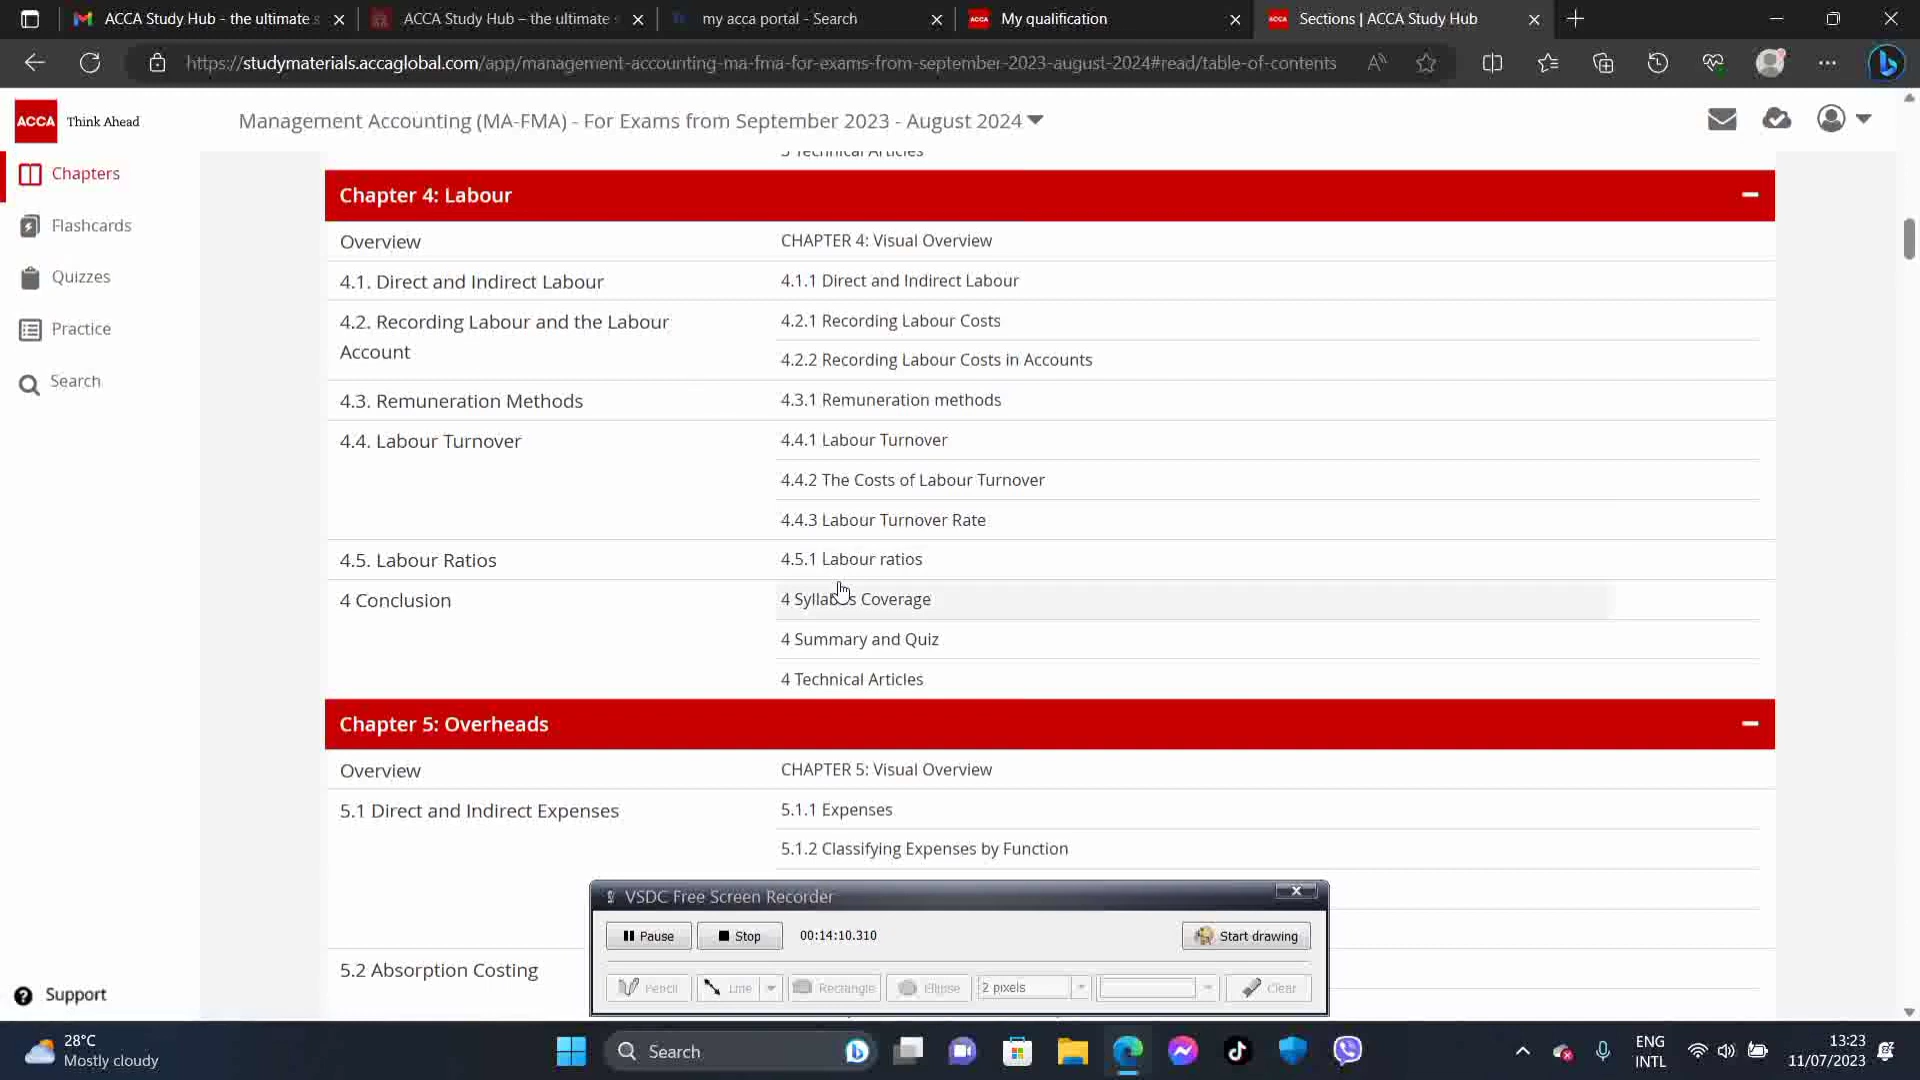 ACCA Study Hub - the ultimate s
ACCA Study Hub – the ultimate
my acca portal - Search
ACCA My qualification
ACCA Sections | ACCA Study Hub
https://studymaterials.accaglobal.com/app/management-accounting-ma-fma-for-exams-from-september-2023-august-2024#read/table-of-contents
ACCA Think Ahead
Management Accounting (MA-FMA) - For Exams from September 2023 - August 2024
Chapters
Flashcards
Quizzes
Practice
Search
Support
3 Technical Articles
Chapter 4: Labour
Overview
CHAPTER 4: Visual Overview
4.1. Direct and Indirect Labour
4.1.1 Direct and Indirect Labour
4.2. Recording Labour and the Labour
Account
4.2.1 Recording Labour Costs
4.2.2 Recording Labour Costs in Accounts
4.3. Remuneration Methods
4.3.1 Remuneration methods
4.4. Labour Turnover
4.4.1 Labour Turnover
4.4.2 The Costs of Labour Turnover
4.4.3 Labour Turnover Rate
4.5. Labour Ratios
4.5.1 Labour ratios
4 Conclusion
4 Syllabus Coverage
4 Summary and Quiz
4 Technical Articles
Chapter 5: Overheads
Overview
CHAPTER 5: Visual Overview
5.1 Direct and Indirect Expenses
5.1.1 Expenses
5.1.2 Classifying Expenses by Function
5.2 Absorption Costing
VSDC Free Screen Recorder
Pause
Stop
00:14:10.310
Start drawing
Pencil
Line
Rectangle
Ellipse
2 pixels
Clear
28°C
Mostly cloudy
Search
ENG
INTL
13:23
11/07/2023